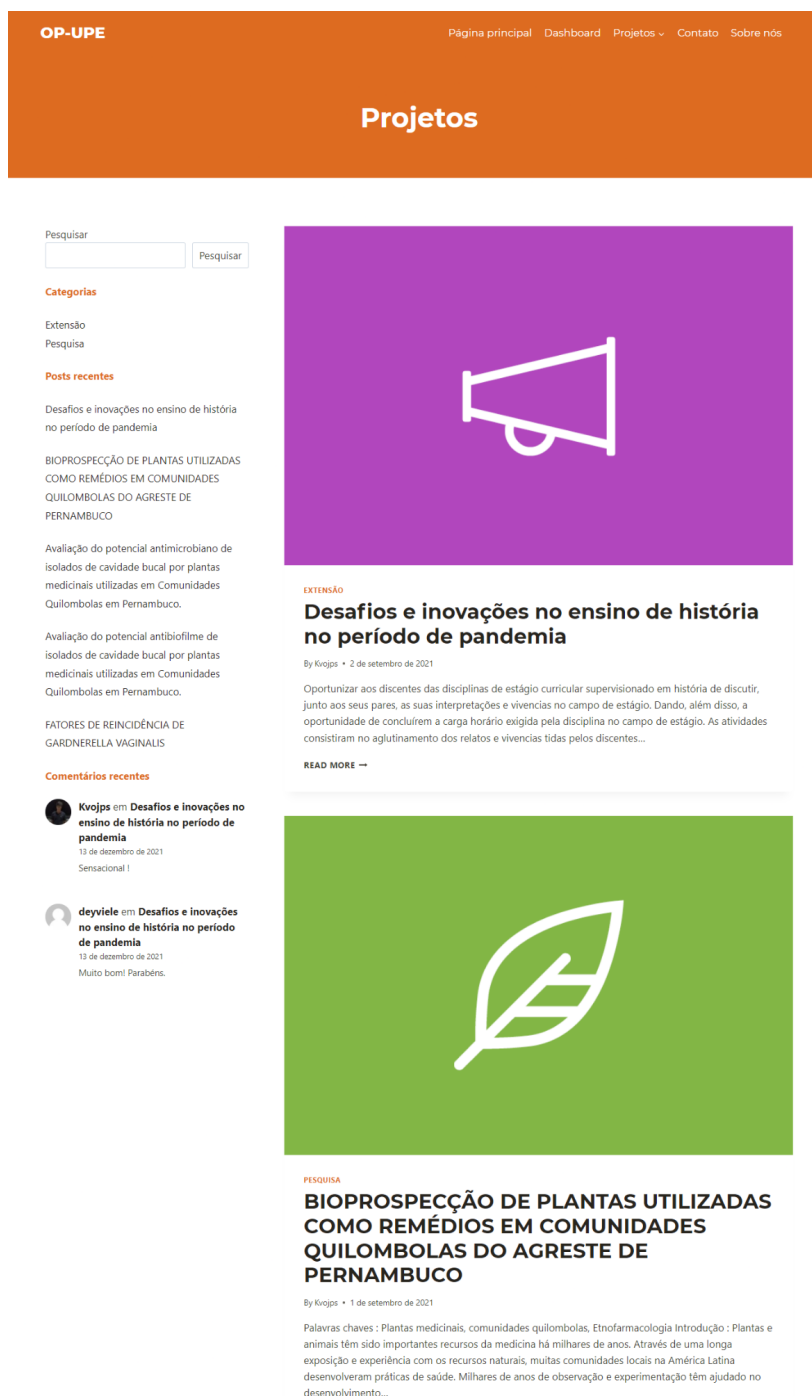 OP-UPE
Página principal Dashboard Projetos Contato Sobre nós
Projetos
Pesquisar
Pesquisar
Categorias
Extensão
Pesquisa
Posts recentes
Desafios e inovações no ensino de história
no período de pandemia
BIOPROSPECÇÃO DE PLANTAS UTILIZADAS
COMO REMÉDIOS EM COMUNIDADES
QUILOMBOLAS DO AGRESTE DE
PERNAMBUCO
Avaliação do potencial antimicrobiano de
isolados de cavidade bucal por plantas
medicinais utilizadas em Comunidades
Quilombolas em Pernambuco.
Avaliação do potencial antibiofilme de
isolados de cavidade bucal por plantas
medicinais utilizadas em Comunidades
Quilombolas em Pernambuco.
FATORES DE REINCIDÊNCIA DE
GARDNERELLA VAGINALIS
Comentários recentes
Kvojps em Desafios e inovações no
ensino de história no período de
pandemia
13 de dezembro de 2021
Sensacional !
deyviele em Desafios e inovações
no ensino de história no período
de pandemia
13 de dezembro de 2021
Muito bom! Parabéns.
EXTENSÃO
Desafios e inovações no ensino de história
no período de pandemia
By Kvojps • 2 de setembro de 2021
Oportunizar aos discentes das disciplinas de estágio curricular supervisionado em história de discutir,
junto aos seus pares, as suas interpretações e vivencias no campo de estágio. Dando, além disso, a
oportunidade de concluírem a carga horário exigida pela disciplina no campo de estágio. As atividades
consistiram no aglutinamento dos relatos e vivencias tidas pelos discentes...
READ MORE →
PESQUISA
BIOPROSPECÇÃO DE PLANTAS UTILIZADAS
COMO REMÉDIOS EM COMUNIDADES
QUILOMBOLAS DO AGRESTE DE
PERNAMBUCO
By Kvojps • 1 de setembro de 2021
Palavras chaves : Plantas medicinais, comunidades quilombolas, Etnofarmacologia Introdução : Plantas e
animais têm sido importantes recursos da medicina há milhares de anos. Através de uma longa
exposição e experiência com os recursos naturais, muitas comunidades locais na América Latina
desenvolveram práticas de saúde. Milhares de anos de observação e experimentação têm ajudado no
desenvolvimento...